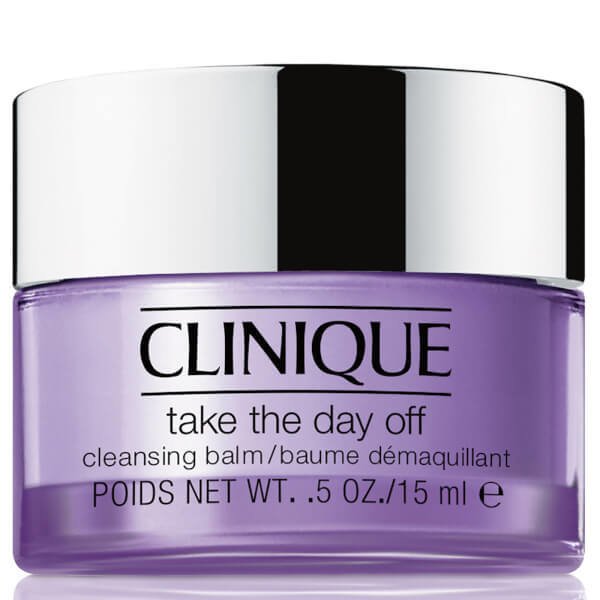 CLINIQUE
take the day off
cleansing balm/baume démaquillant
POIDS NET WT. .5 OZ./15 ml ℮